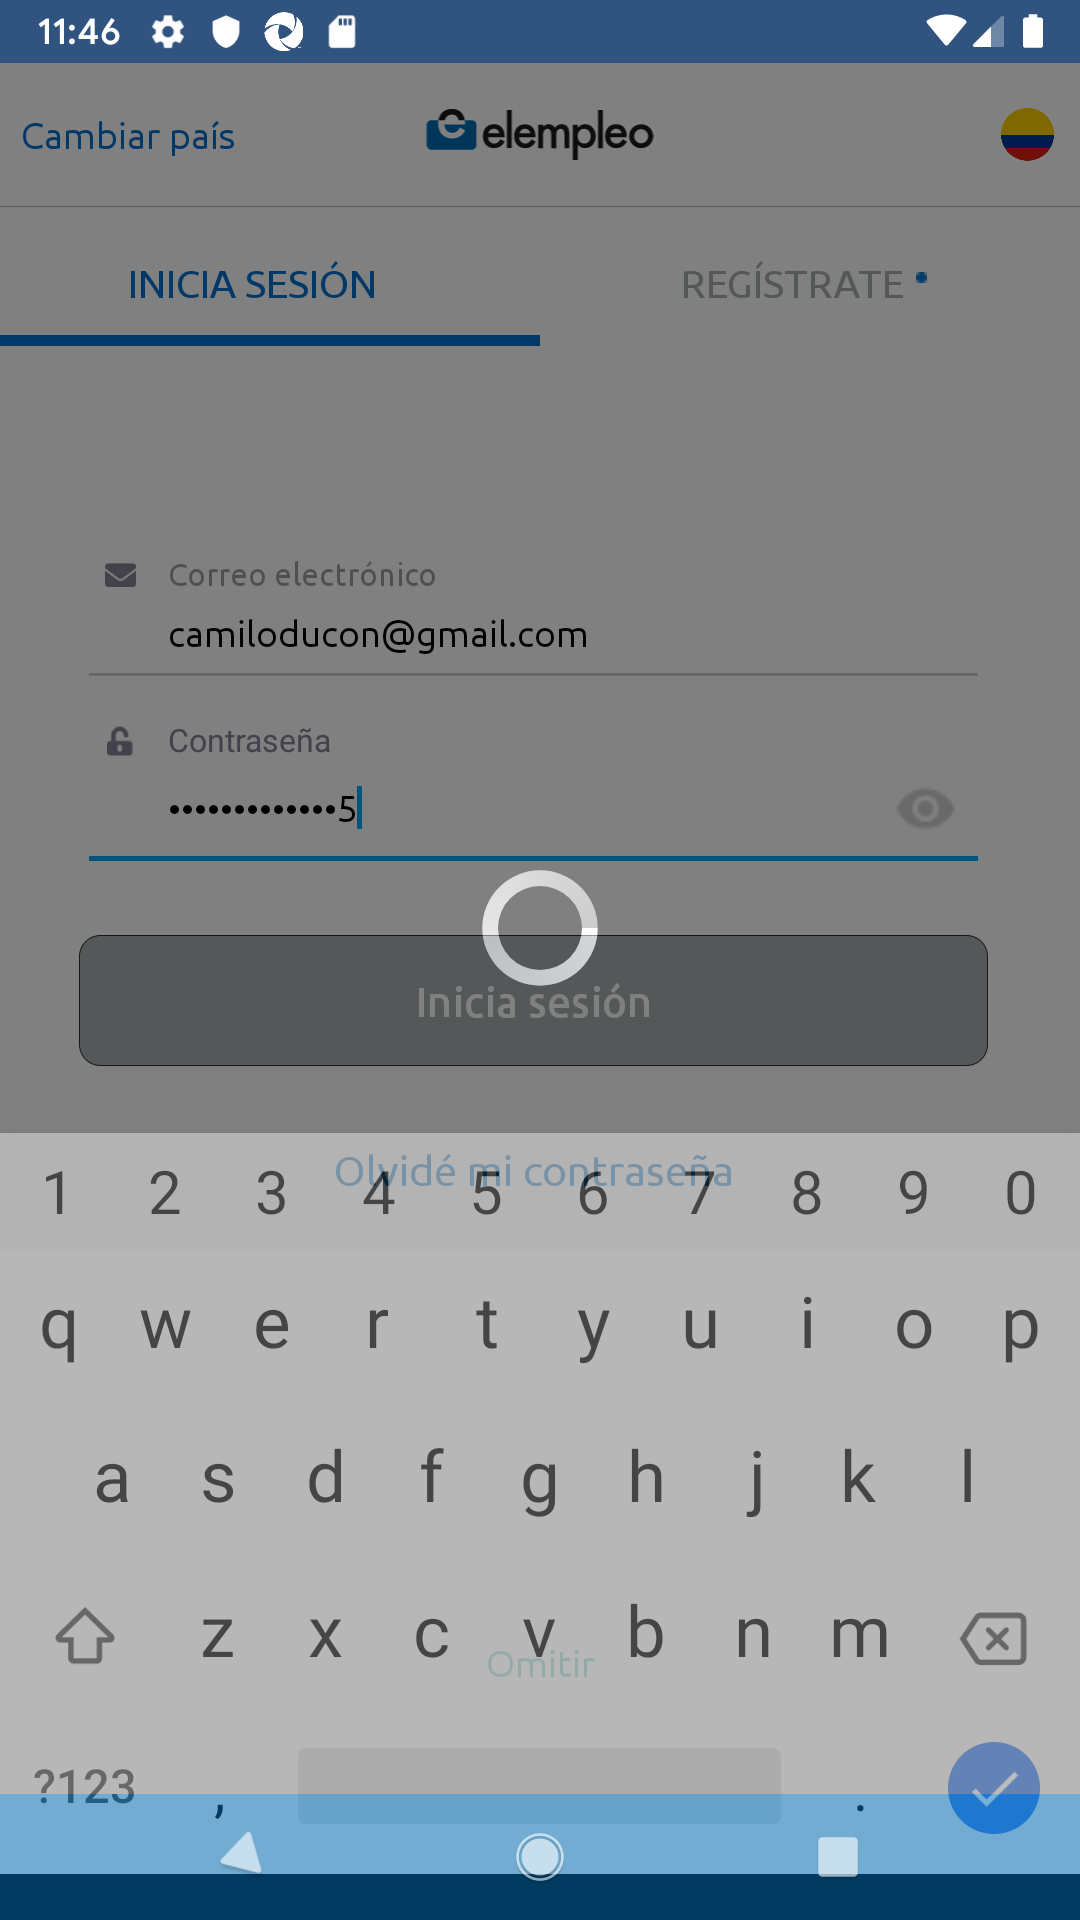 11:46
Cambiar país
elempleo
INICIA SESIÓN
REGÍSTRATE
Correo electrónico
camiloducon@gmail.com
Contraseña
•••••••••••••5
Inicia sesión
Olvidé mi contraseña
1 2 3 4 5 6 7 8 9 0
q w e r t y u i o p
a s d f g h j k l
z x c v b n m
Omitir
?123 , .